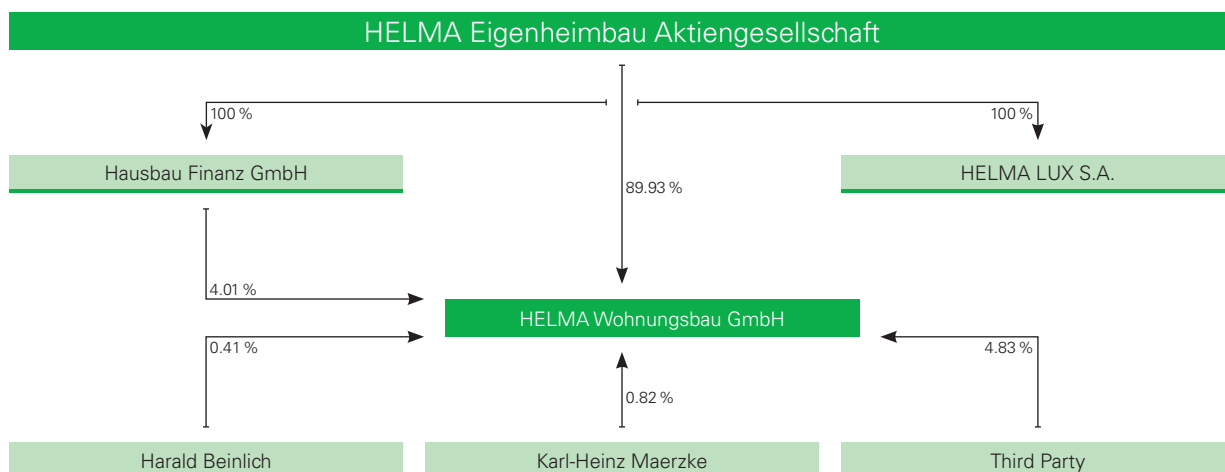 HELMA Eigenheimbau Aktiengesellschaft
100 %
100 %
Hausbau Finanz GmbH
HELMA LUX S.A.
89.93 %
4.01 %
HELMA Wohnungsbau GmbH
0.41 %
4.83 %
0.82 %
Harald Beinlich
Karl-Heinz Maerzke
Third Party